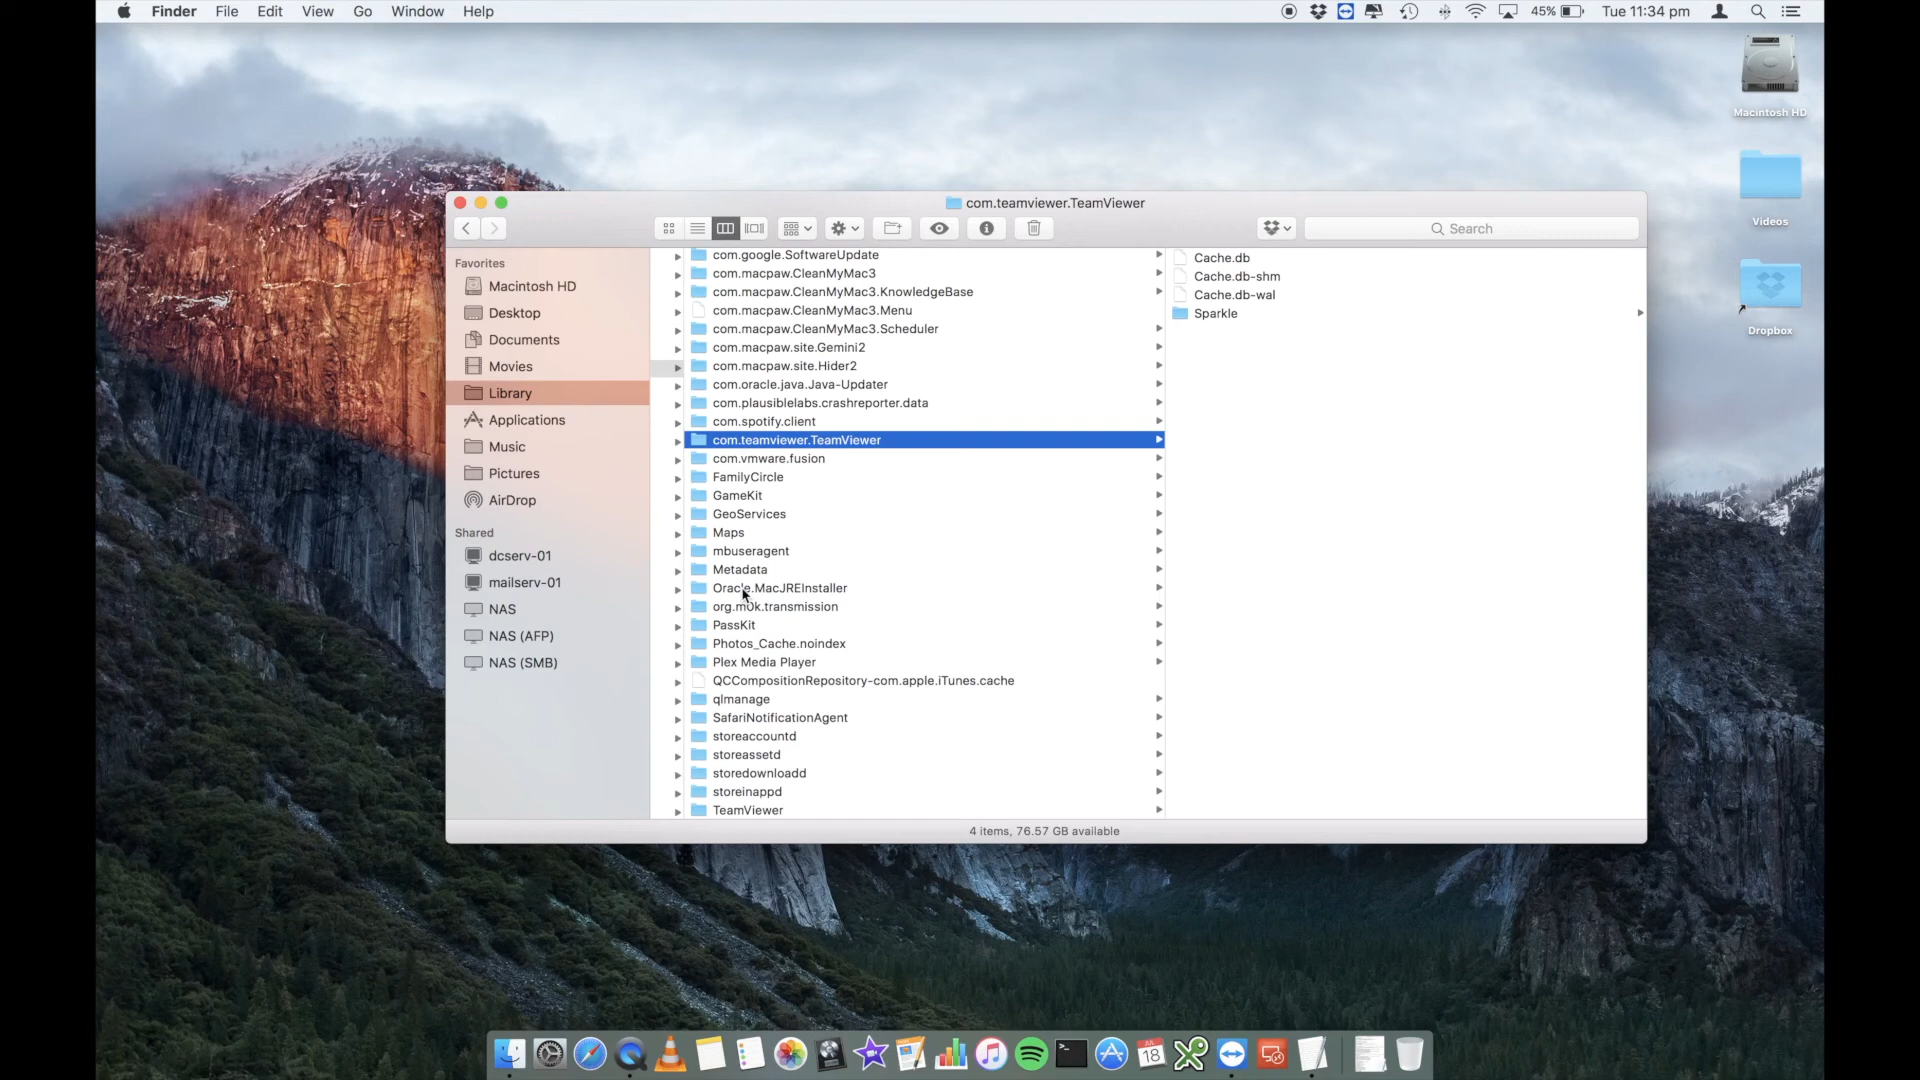 Finder File Edit View Go Window Help
45% Tue 11:34 pm
Macintosh HD
Videos
Dropbox
com.teamviewer.TeamViewer
Search
Favorites
Macintosh HD
Desktop
Documents
Movies
Library
Applications
Music
Pictures
AirDrop
Shared
dcserv-01
mailserv-01
NAS
NAS (AFP)
NAS (SMB)
com.google.SoftwareUpdate
com.macpaw.CleanMyMac3
com.macpaw.CleanMyMac3.KnowledgeBase
com.macpaw.CleanMyMac3.Menu
com.macpaw.CleanMyMac3.Scheduler
com.macpaw.site.Gemini2
com.macpaw.site.Hider2
com.oracle.java.Java-Updater
com.plausiblelabs.crashreporter.data
com.spotify.client
com.teamviewer.TeamViewer
com.vmware.fusion
FamilyCircle
GameKit
GeoServices
Maps
mbuseragent
Metadata
Oracle.MacJREInstaller
org.m0k.transmission
PassKit
Photos_Cache.noindex
Plex Media Player
QCCompositionRepository-com.apple.iTunes.cache
qlmanage
SafariNotificationAgent
storeaccountd
storeassetd
storedownloadd
storeinappd
TeamViewer
Cache.db
Cache.db-shm
Cache.db-wal
Sparkle
4 items, 76.57 GB available
JUL
18